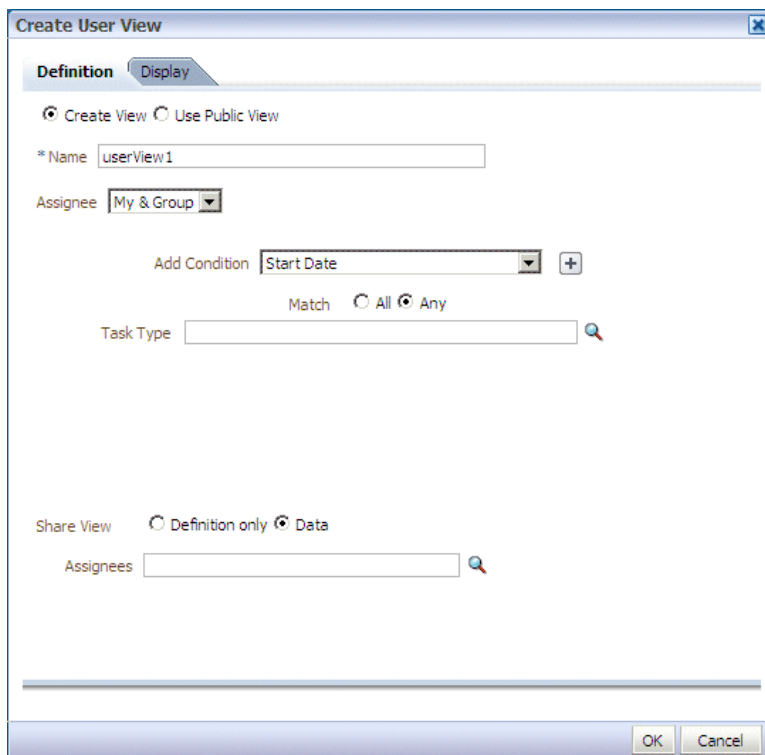 Create User View
Definition Display
Create View Use Public View
* Name userView1
Assignee My & Group
Add Condition Start Date
Match All Any
Task Type
Share View Definition only Data
Assignees
OK Cancel